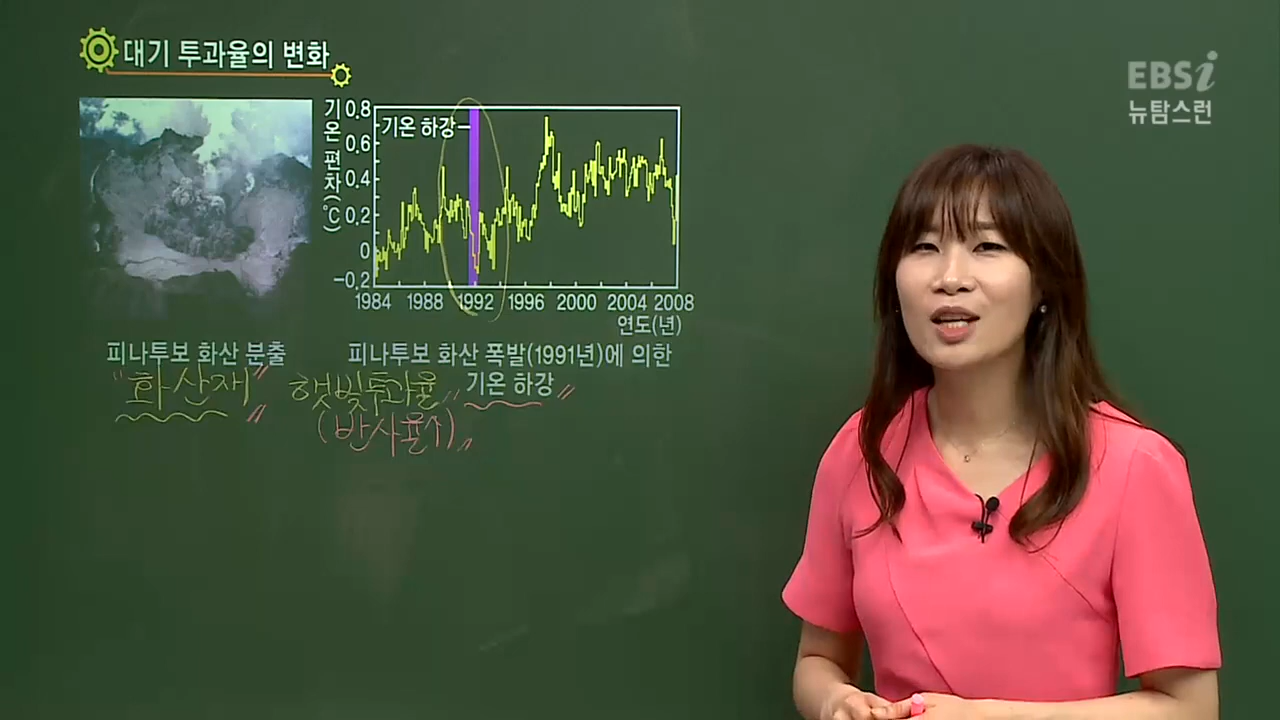 대기 투과율의 변화
EBSi
뉴탐스런
기온 편차(℃)
0.8
0.6
0.4
0.2
0
-0.2
기온 하강
1984 1988 1992 1996 2000 2004 2008
연도(년)
피나투보 화산 분출
피나투보 화산 폭발(1991년)에 의한
기온 하강
"화산재"
햇빛투과율
(반사율↑)